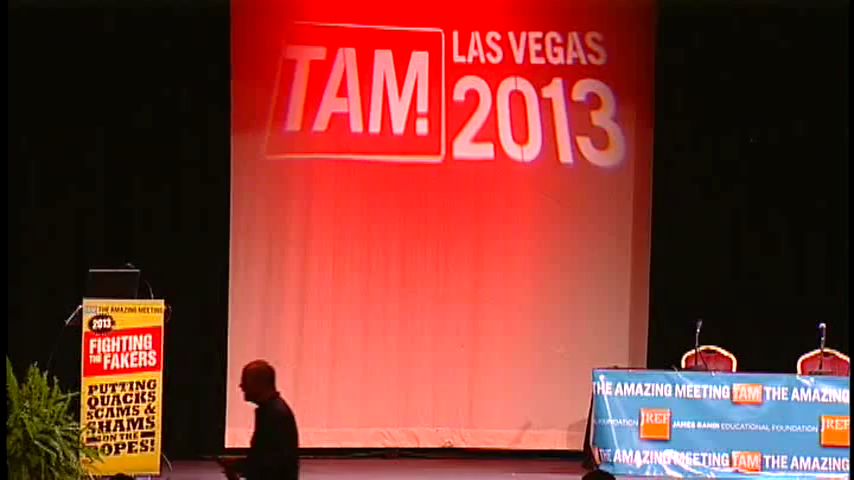 TAM!
LAS VEGAS
2013
THE AMAZING MEETING
2013
FIGHTING
THE FAKERS
PUTTING
QUACKS
SCAMS &
SHAMS
ON THE
ROPES!
THE AMAZING MEETING TAM THE AMAZING
FOUNDATION JREF JAMES RANDI EDUCATIONAL FOUNDATION JREF
THE AMAZING MEETING TAM THE AMAZING